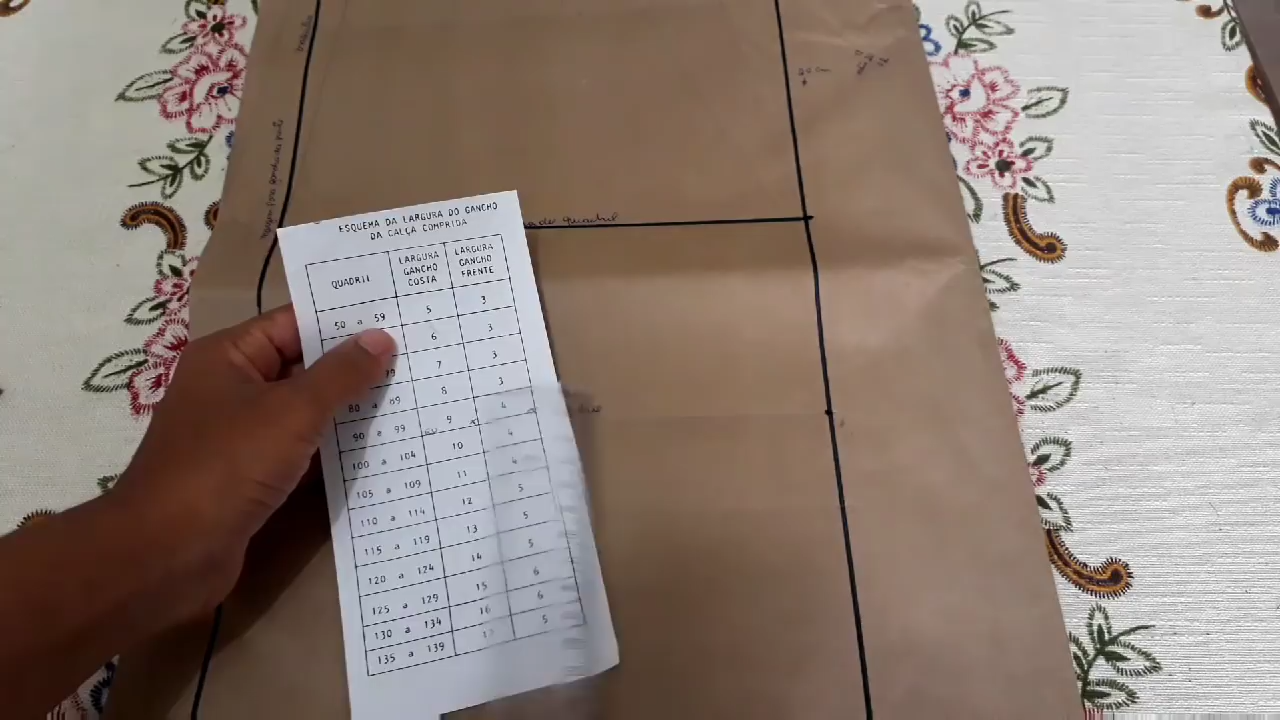 ESQUEMA DA LARGURA DO GANCHO
DA CALÇA COMPRIDA
QUADRIL LARGURA GANCHO COSTA LARGURA GANCHO FRENTE
50 a 59 5 3
6 3
7 3
80 a 89 8 3
90 a 99 9 4
100 a 104 10 4
105 a 109 11 4
110 a 114 12 5
115 a 119 13 5
120 a 124 14 5
125 a 129 15 6
130 a 134 16 6
135 a 139
quadril
20 cm